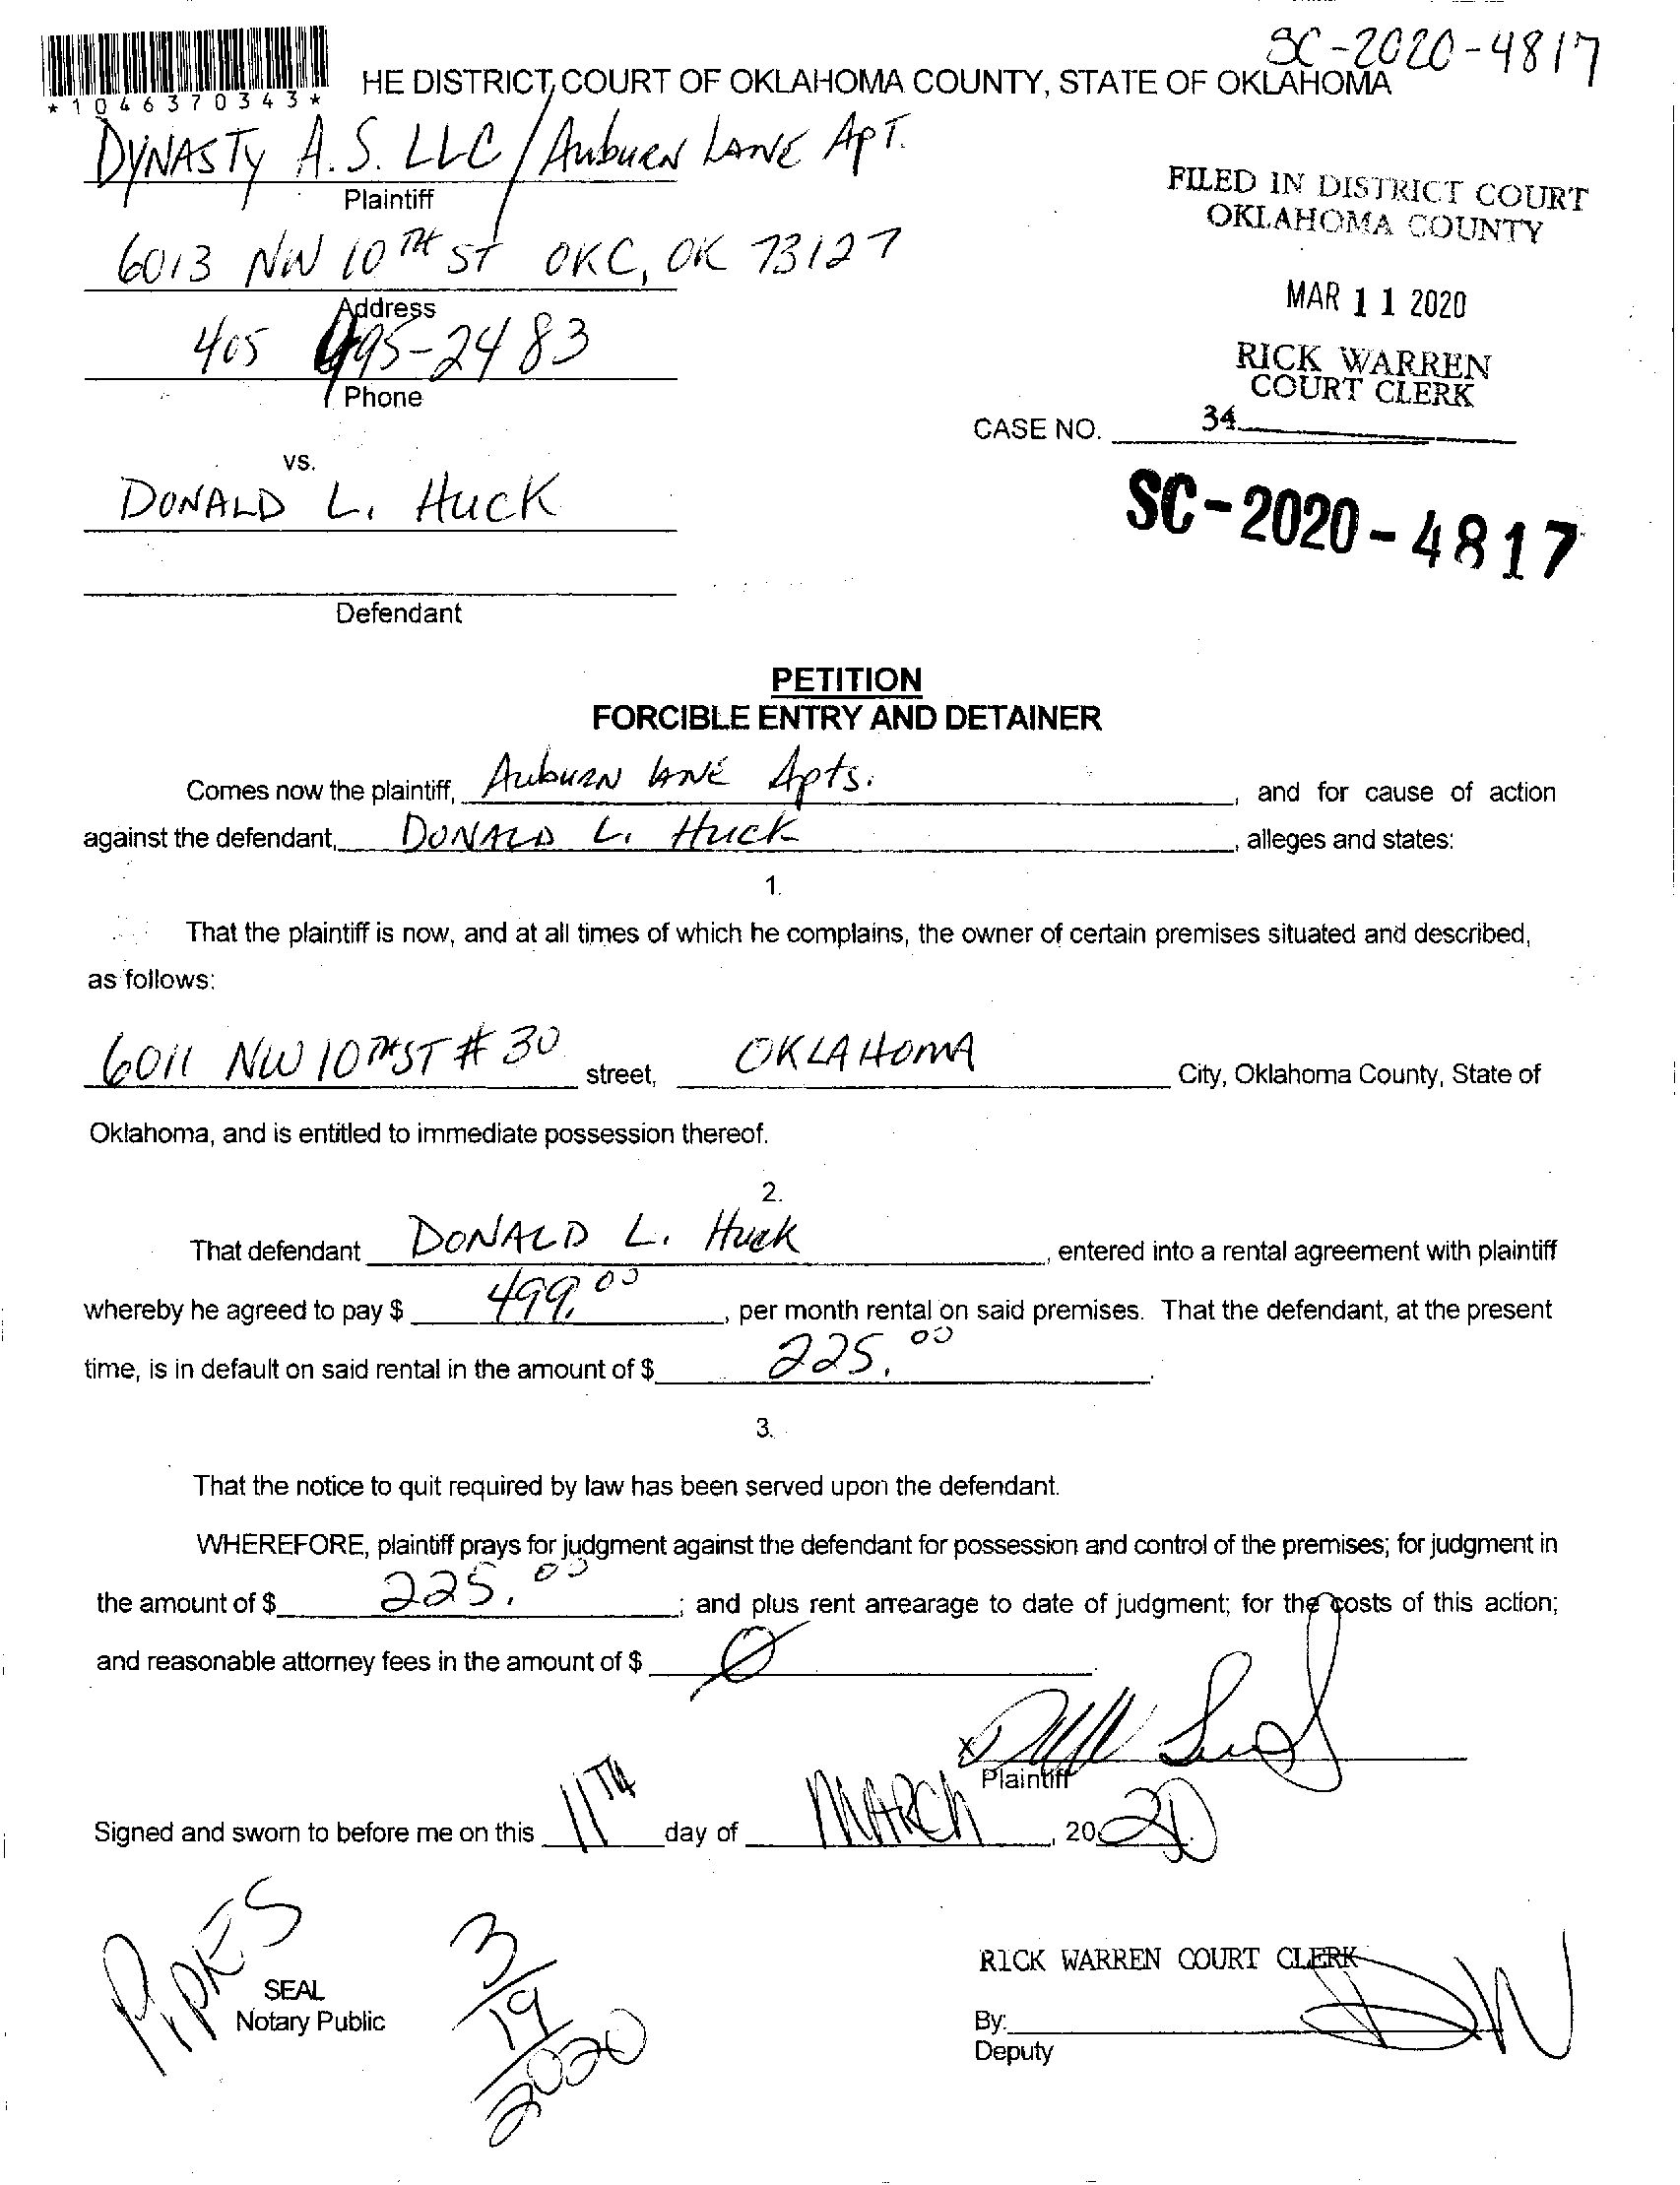 SC-2020-4817
*1046370343*
HE DISTRICT COURT OF OKLAHOMA COUNTY, STATE OF OKLAHOMA
DYNASTY A.S. LLC / Auburn Lane Apt.
Plaintiff
6013 NW 10TH ST OKC, OK 73127
Address
405 495-2483
Phone
FILED IN DISTRICT COURT
OKLAHOMA COUNTY
MAR 11 2020
RICK WARREN
COURT CLERK
34
CASE NO.
SC-2020-4817
vs.
DONALD L. Huck
Defendant
PETITION
FORCIBLE ENTRY AND DETAINER
Comes now the plaintiff, Auburn Lane Apts. , and for cause of action
against the defendant, DONALD L. Huck , alleges and states:
1.
That the plaintiff is now, and at all times of which he complains, the owner of certain premises situated and described,
as follows:
6011 NW 10TH ST # 30 street, OKLAHOMA City, Oklahoma County, State of
Oklahoma, and is entitled to immediate possession thereof.
2.
That defendant DONALD L. Huck , entered into a rental agreement with plaintiff
whereby he agreed to pay $ 499.00 , per month rental on said premises. That the defendant, at the present
time, is in default on said rental in the amount of $ 225.00 .
3.
That the notice to quit required by law has been served upon the defendant.
WHEREFORE, plaintiff prays for judgment against the defendant for possession and control of the premises; for judgment in
the amount of $ 225.00 ; and plus rent arrearage to date of judgment; for the costs of this action;
and reasonable attorney fees in the amount of $ Ø .
X
Plaintiff
Signed and sworn to before me on this 11TH day of MARCH , 20 20 .
PIPKES
SEAL
Notary Public
3/19/2020
RICK WARREN COURT CLERK
By: DW
Deputy